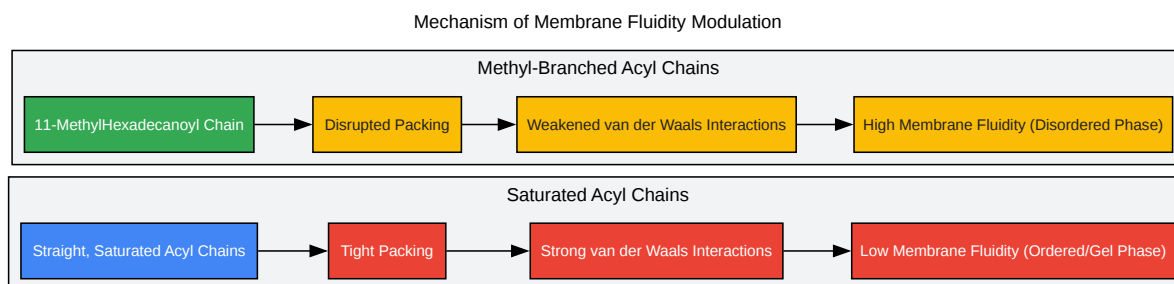 Mechanism of Membrane Fluidity Modulation
Methyl-Branched Acyl Chains
11-MethylHexadecanoyl Chain
Disrupted Packing
Weakened van der Waals Interactions
High Membrane Fluidity (Disordered Phase)
Saturated Acyl Chains
Straight, Saturated Acyl Chains
Tight Packing
Strong van der Waals Interactions
Low Membrane Fluidity (Ordered/Gel Phase)